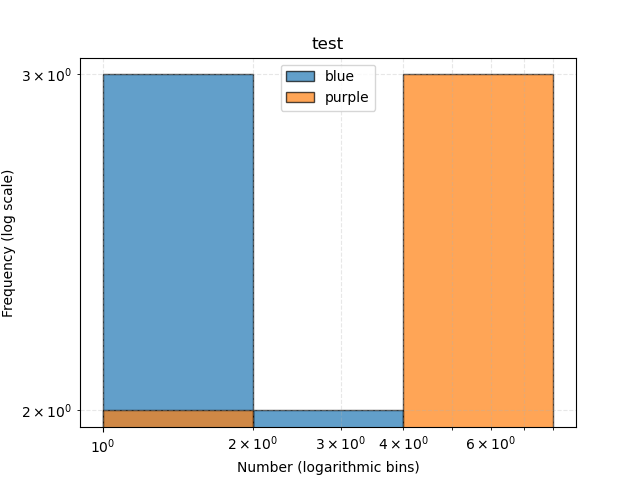 test
3 × 10⁰
blue
purple
Frequency (log scale)
2 × 10⁰
10⁰ 2 × 10⁰ 3 × 10⁰ 4 × 10⁰ 6 × 10⁰
Number (logarithmic bins)